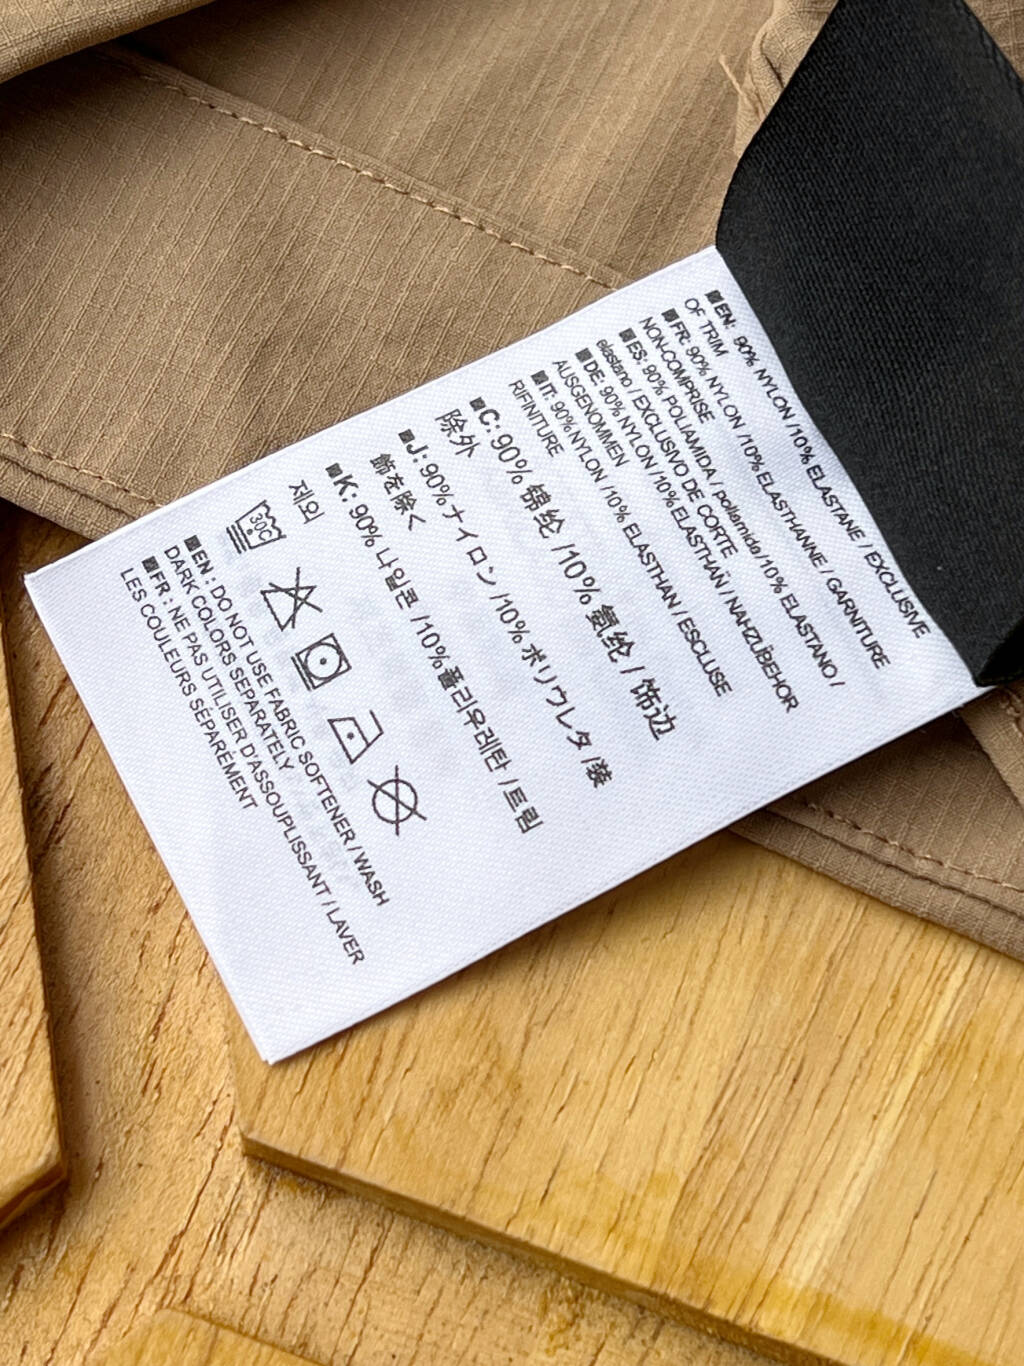 EN: 90% NYLON /10% ELASTANE / EXCLUSIVE
OF TRIM
FR: 90% NYLON /10% ELASTHANNE / GARNITURE
NON-COMPRISE
ES: 90% POLIAMIDA / poliamida/10% ELASTANO /
elastano / EXCLUSIVO DE CORTE
DE: 90% NYLON /10% ELASTHAN / NAHZUBEHOR
AUSGENOMMEN
IT: 90% NYLON /10% ELASTHAN / ESCLUSE
RIFINITURE
C: 90% 锦纶 /10% 氨纶 / 饰边
除外
J: 90%ナイロン /10% ポリウレタ /装
飾を除く
K: 90% 나일론 /10%폴리우레탄 /트림
제외
30C
EN : DO NOT USE FABRIC SOFTENER / WASH
DARK COLORS SEPARATELY
FR : NE PAS UTILISER D'ASSOUPLISSANT / LAVER
LES COULEURS SÉPARÉMENT